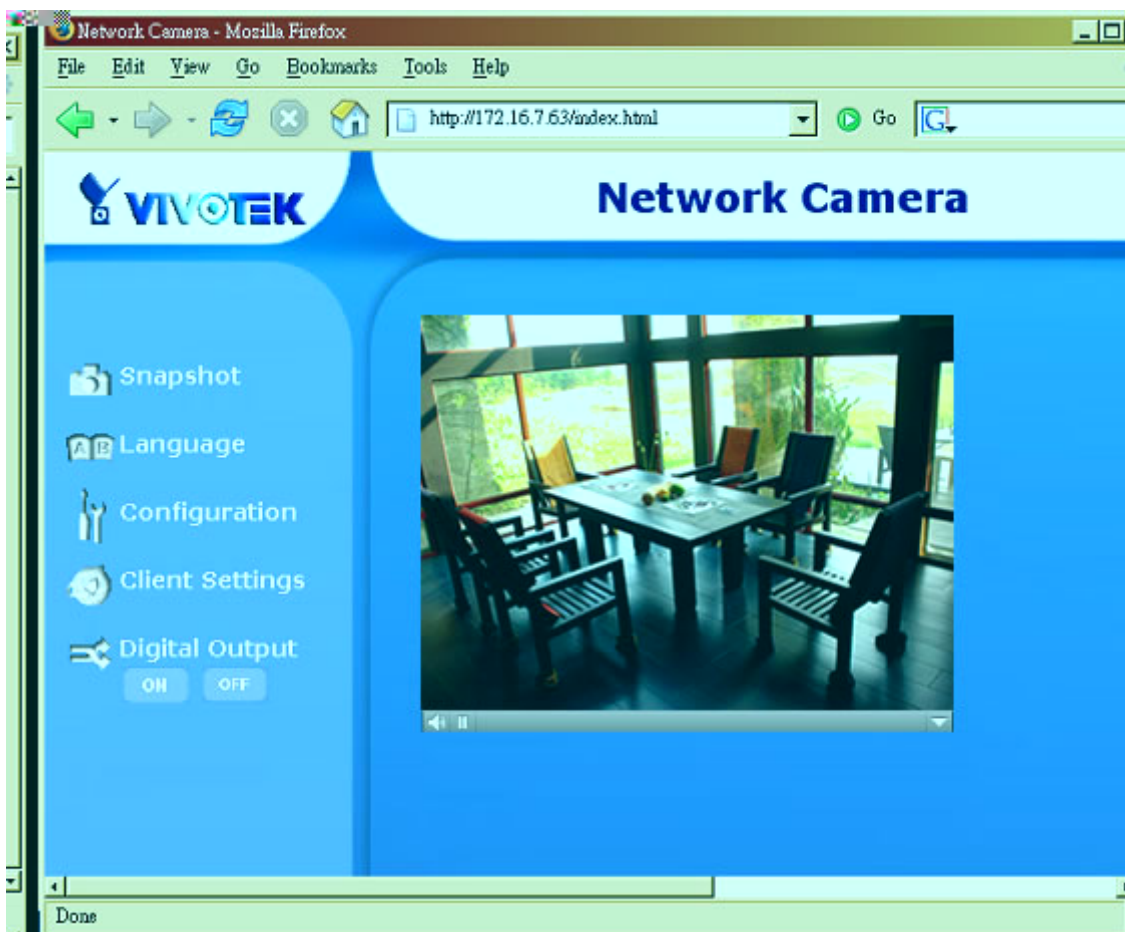 Network Camera - Mozilla Firefox
File Edit View Go Bookmarks Tools Help
http://172.16.7.63/index.html Go G
VIVOTEK
Network Camera
Snapshot
A B Language
Configuration
Client Settings
Digital Output
ON OFF
Done